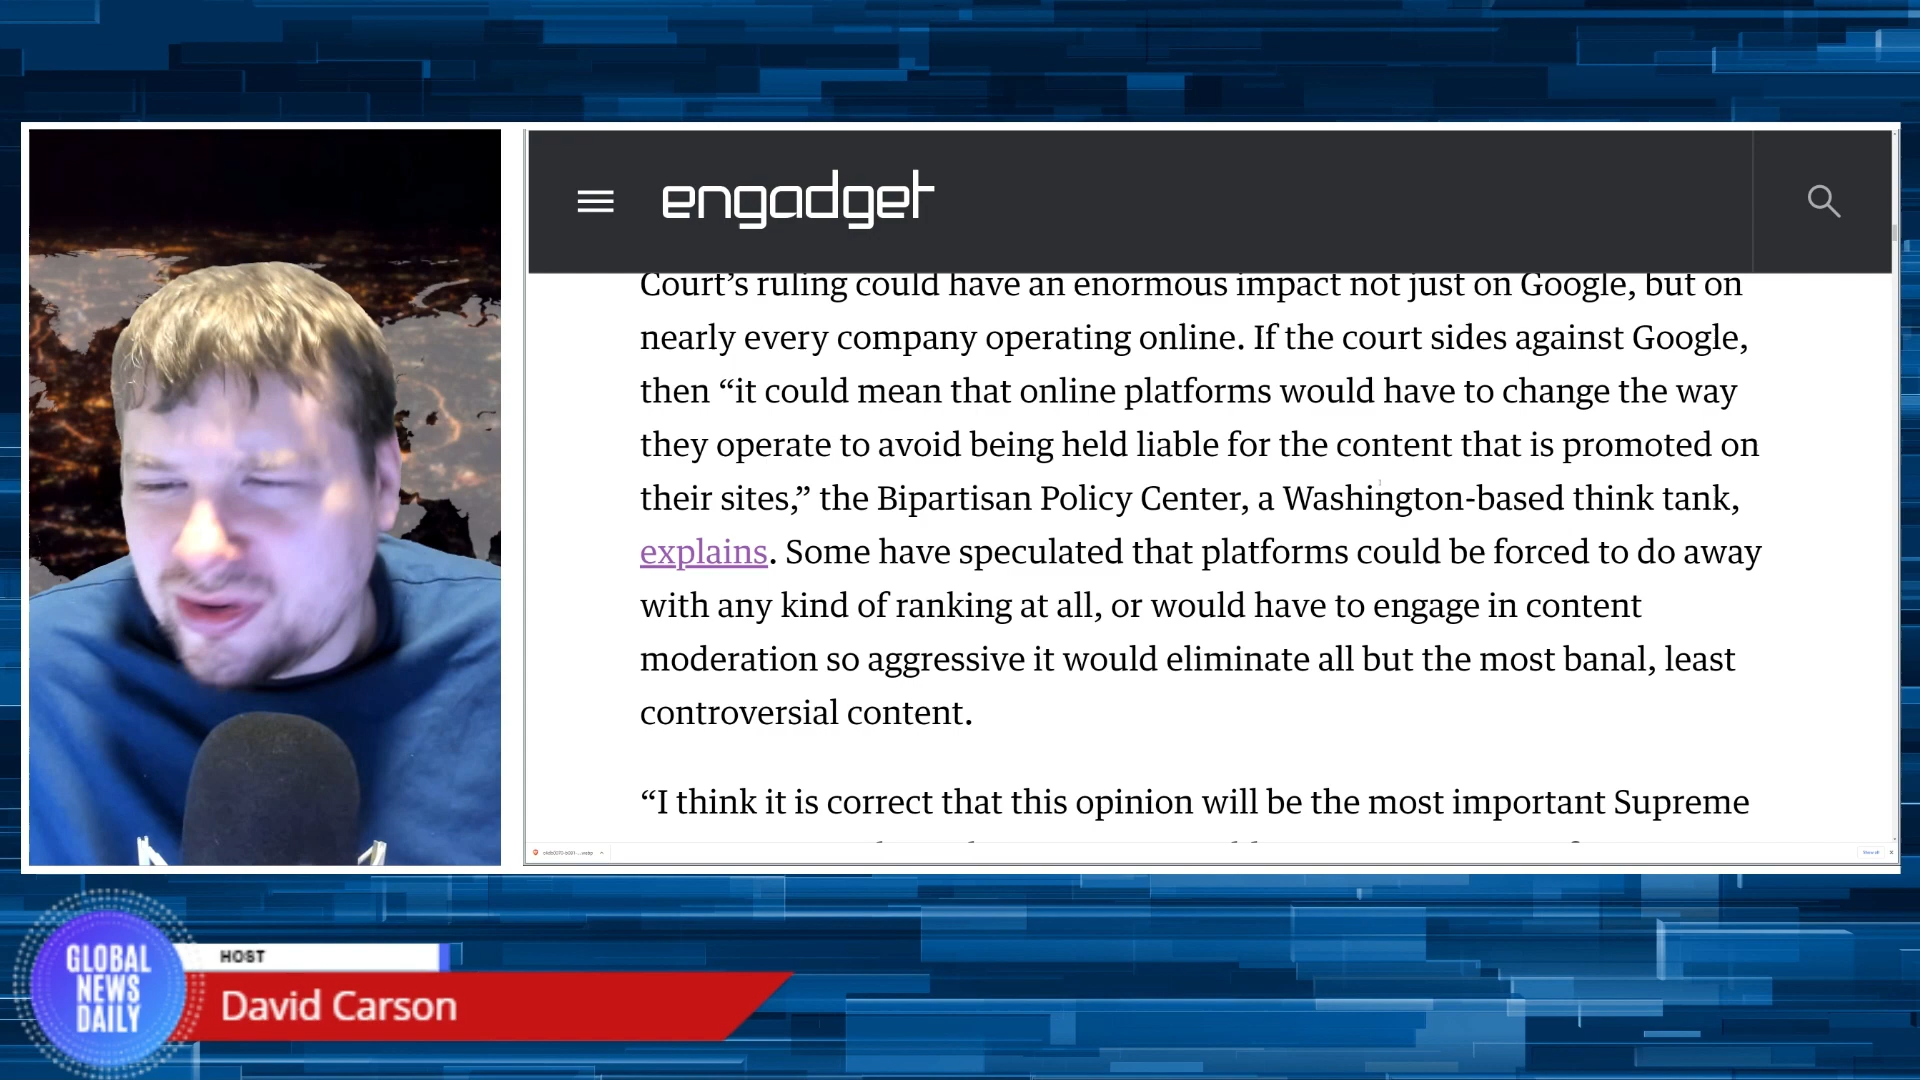 engadget
Court’s ruling could have an enormous impact not just on Google, but on
nearly every company operating online. If the court sides against Google,
then “it could mean that online platforms would have to change the way
they operate to avoid being held liable for the content that is promoted on
their sites,” the Bipartisan Policy Center, a Washington-based think tank,
explains. Some have speculated that platforms could be forced to do away
with any kind of ranking at all, or would have to engage in content
moderation so aggressive it would eliminate all but the most banal, least
controversial content.
“I think it is correct that this opinion will be the most important Supreme
Show all
GLOBAL
NEWS
DAILY
HOST
David Carson